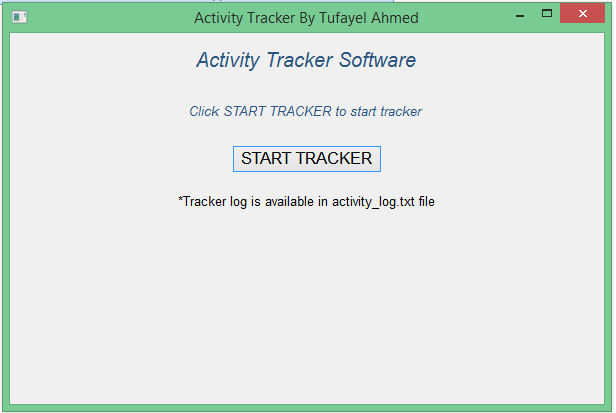 Activity Tracker By Tufayel Ahmed
Activity Tracker Software
Click START TRACKER to start tracker
START TRACKER
*Tracker log is available in activity_log.txt file